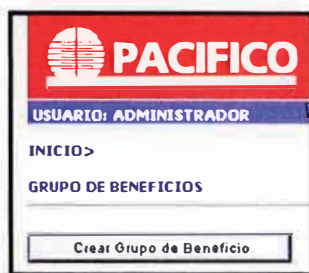 PACIFICO
USUARIO: ADMINISTRADOR
INICIO>
GRUPO DE BENEFICIOS
Crear Grupo de Beneficio